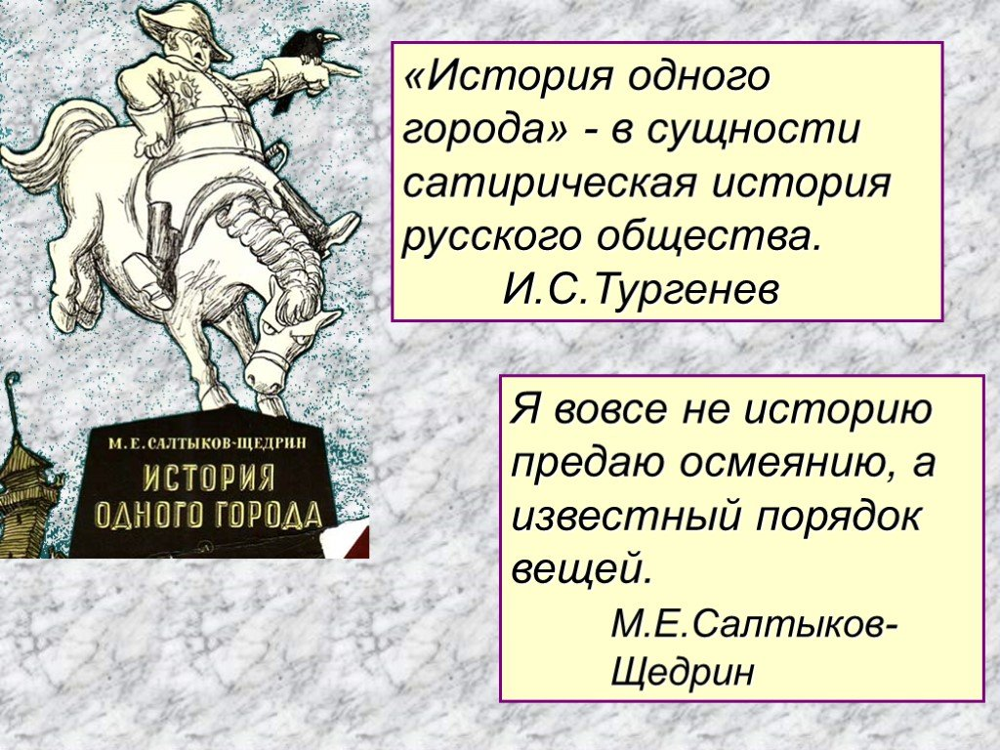 «История одного
города» - в сущности
сатирическая история
русского общества.
И.С.Тургенев
Я вовсе не историю
предаю осмеянию, а
известный порядок
вещей.
М.Е.Салтыков-
Щедрин
М.Е.САЛТЫКОВ-ЩЕДРИН
ИСТОРИЯ
ОДНОГО ГОРОДА